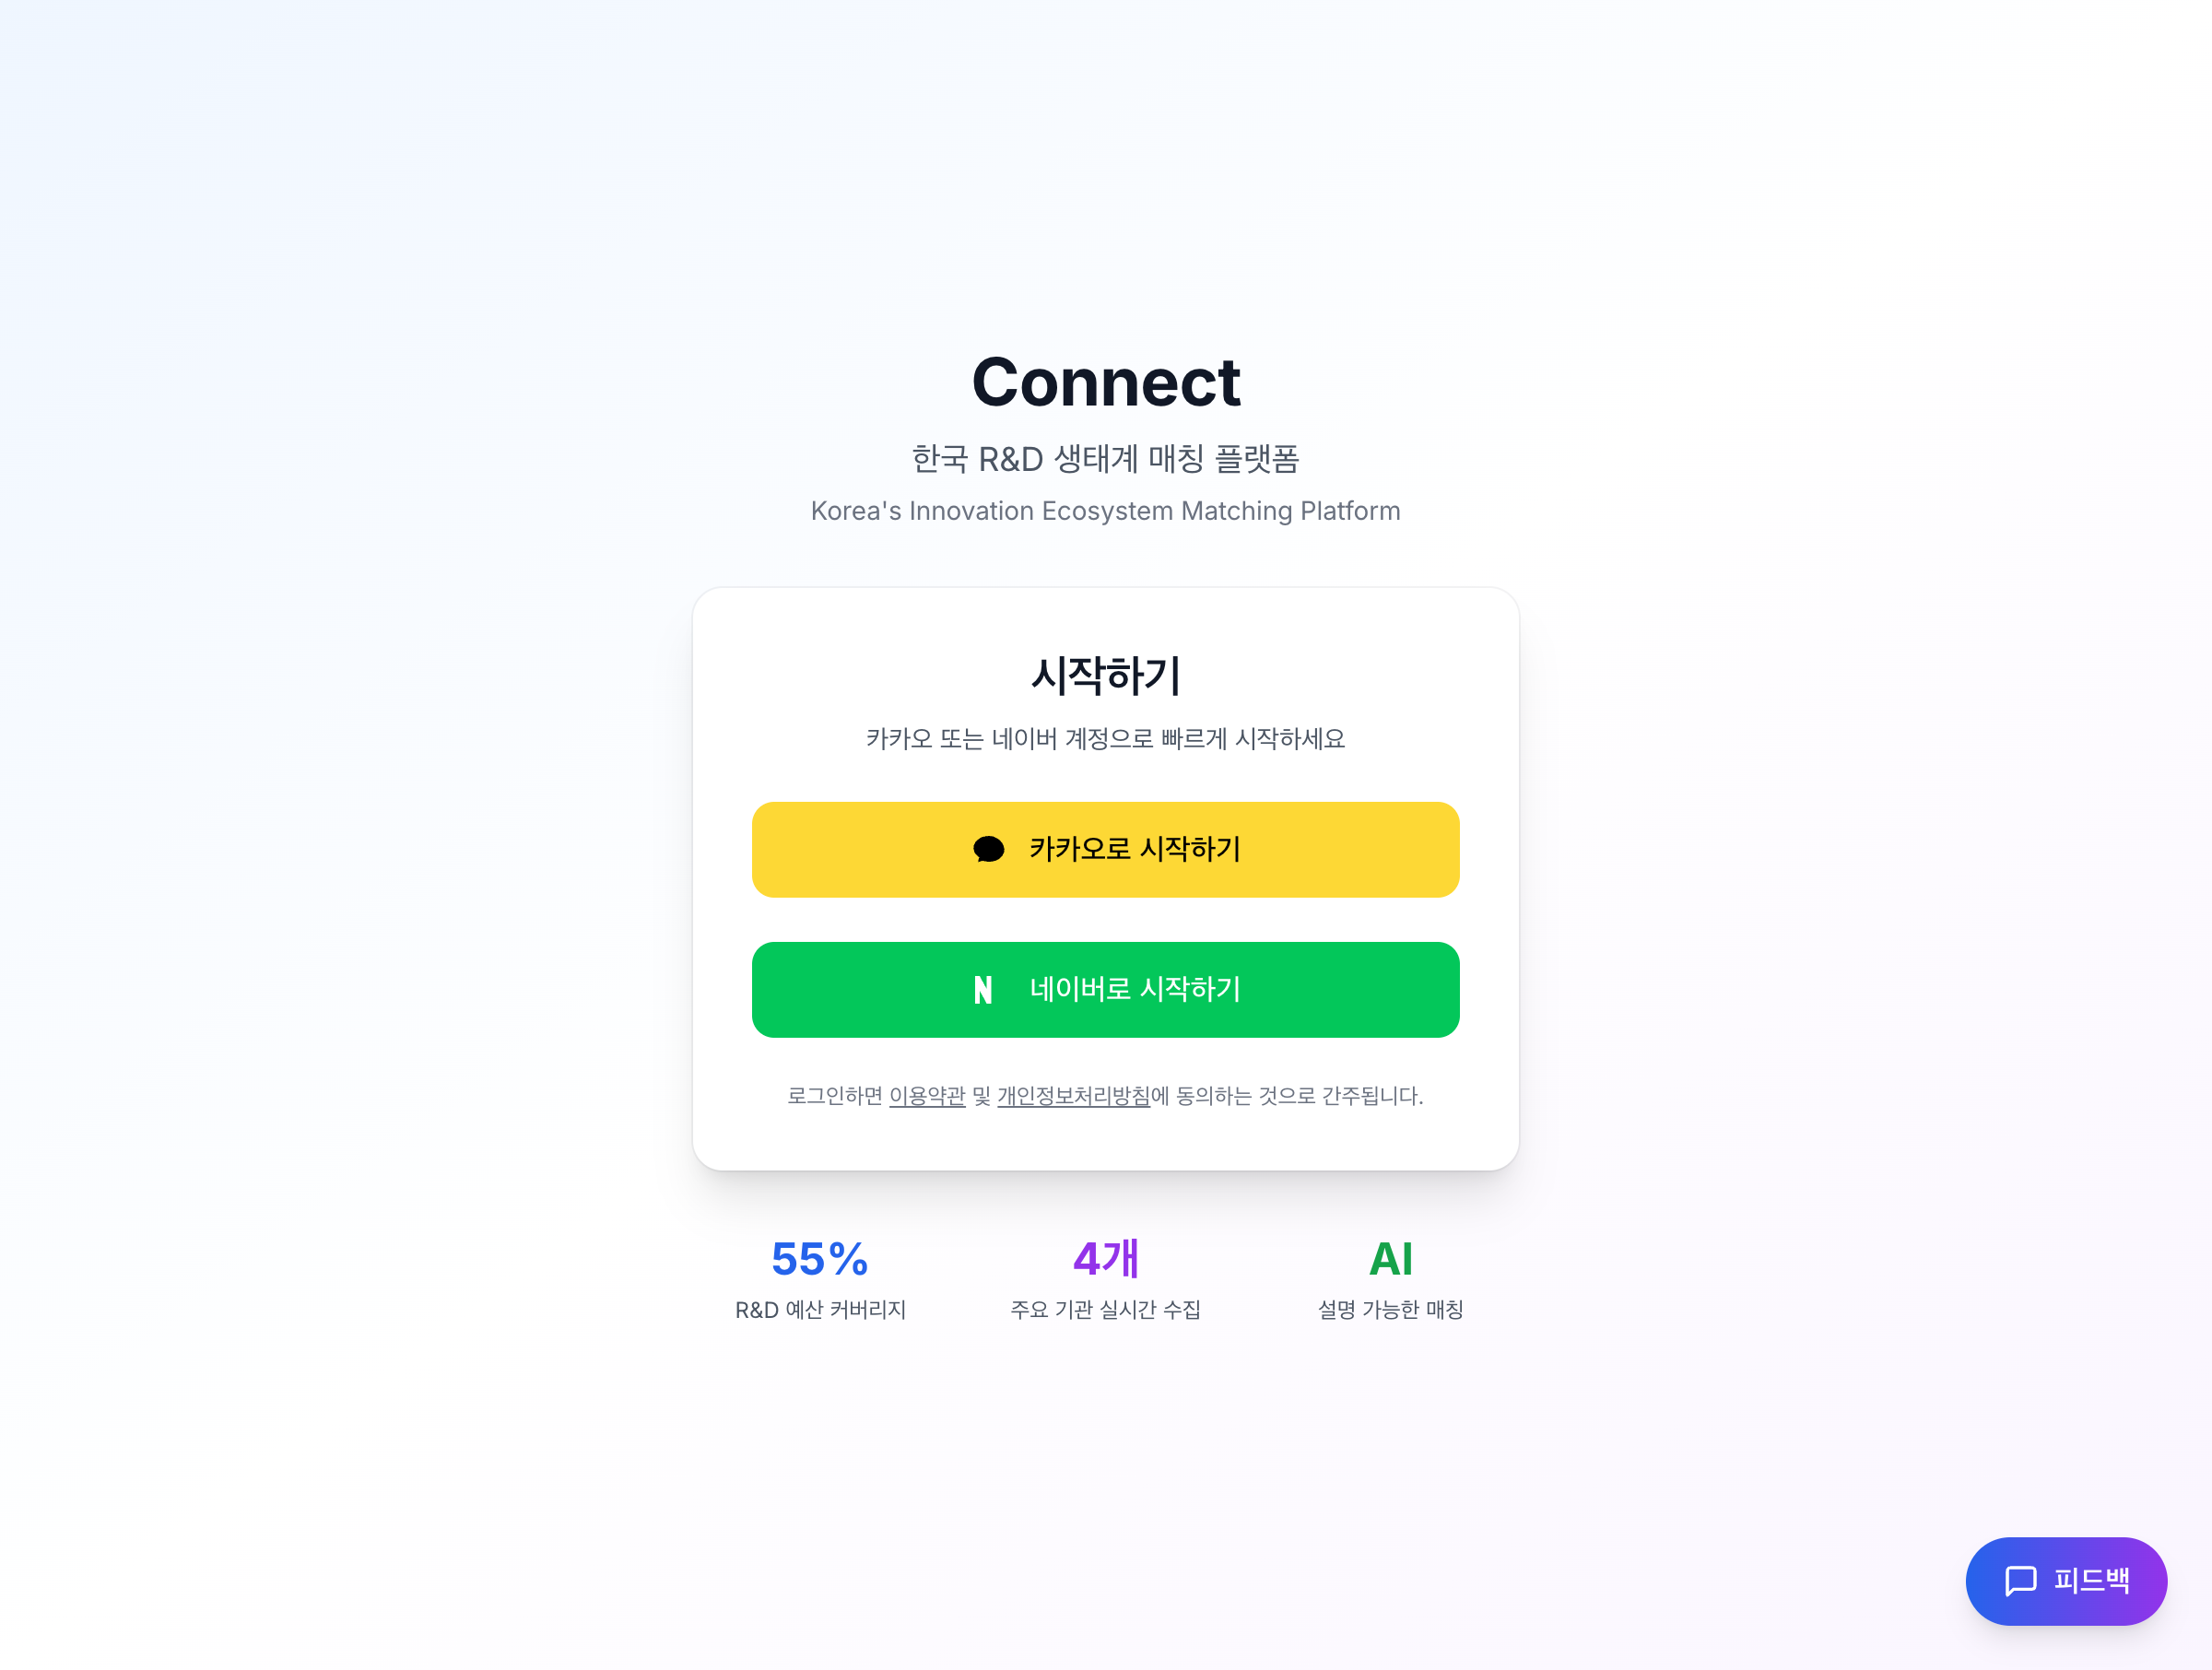 Connect
한국 R&D 생태계 매칭 플랫폼
Korea's Innovation Ecosystem Matching Platform
시작하기
카카오 또는 네이버 계정으로 빠르게 시작하세요
카카오로 시작하기
N 네이버로 시작하기
로그인하면 이용약관 및 개인정보처리방침에 동의하는 것으로 간주됩니다.
55% 4개 AI
R&D 예산 커버리지 주요 기관 실시간 수집 설명 가능한 매칭
피드백